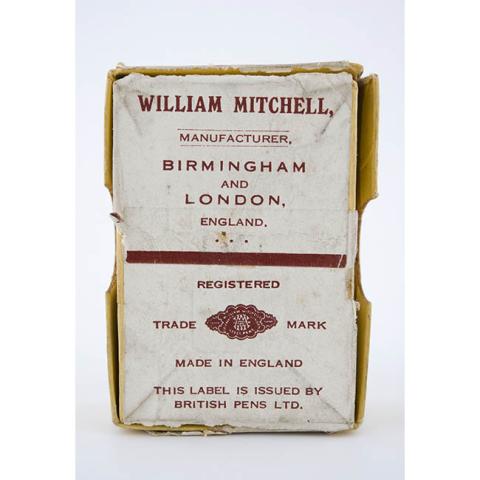 WILLIAM MITCHELL,
MANUFACTURER,
BIRMINGHAM
AND
LONDON,
ENGLAND.
REGISTERED
TRADE MARK
MADE IN ENGLAND
THIS LABEL IS ISSUED BY
BRITISH PENS LTD.